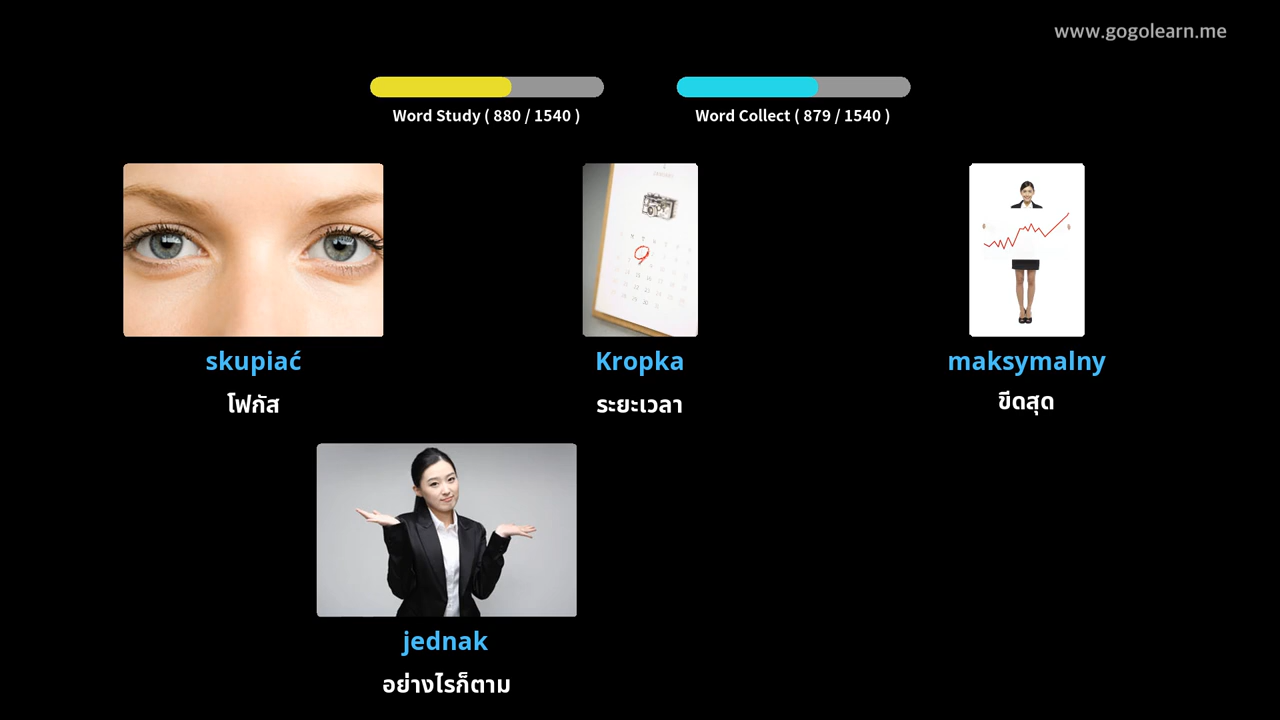 www.gogolearn.me
Word Study ( 880 / 1540 )
Word Collect ( 879 / 1540 )
skupiać
Kropka
maksymalny
โฟกัส
ระยะเวลา
ขีดสุด
jednak
อย่างไรก็ตาม